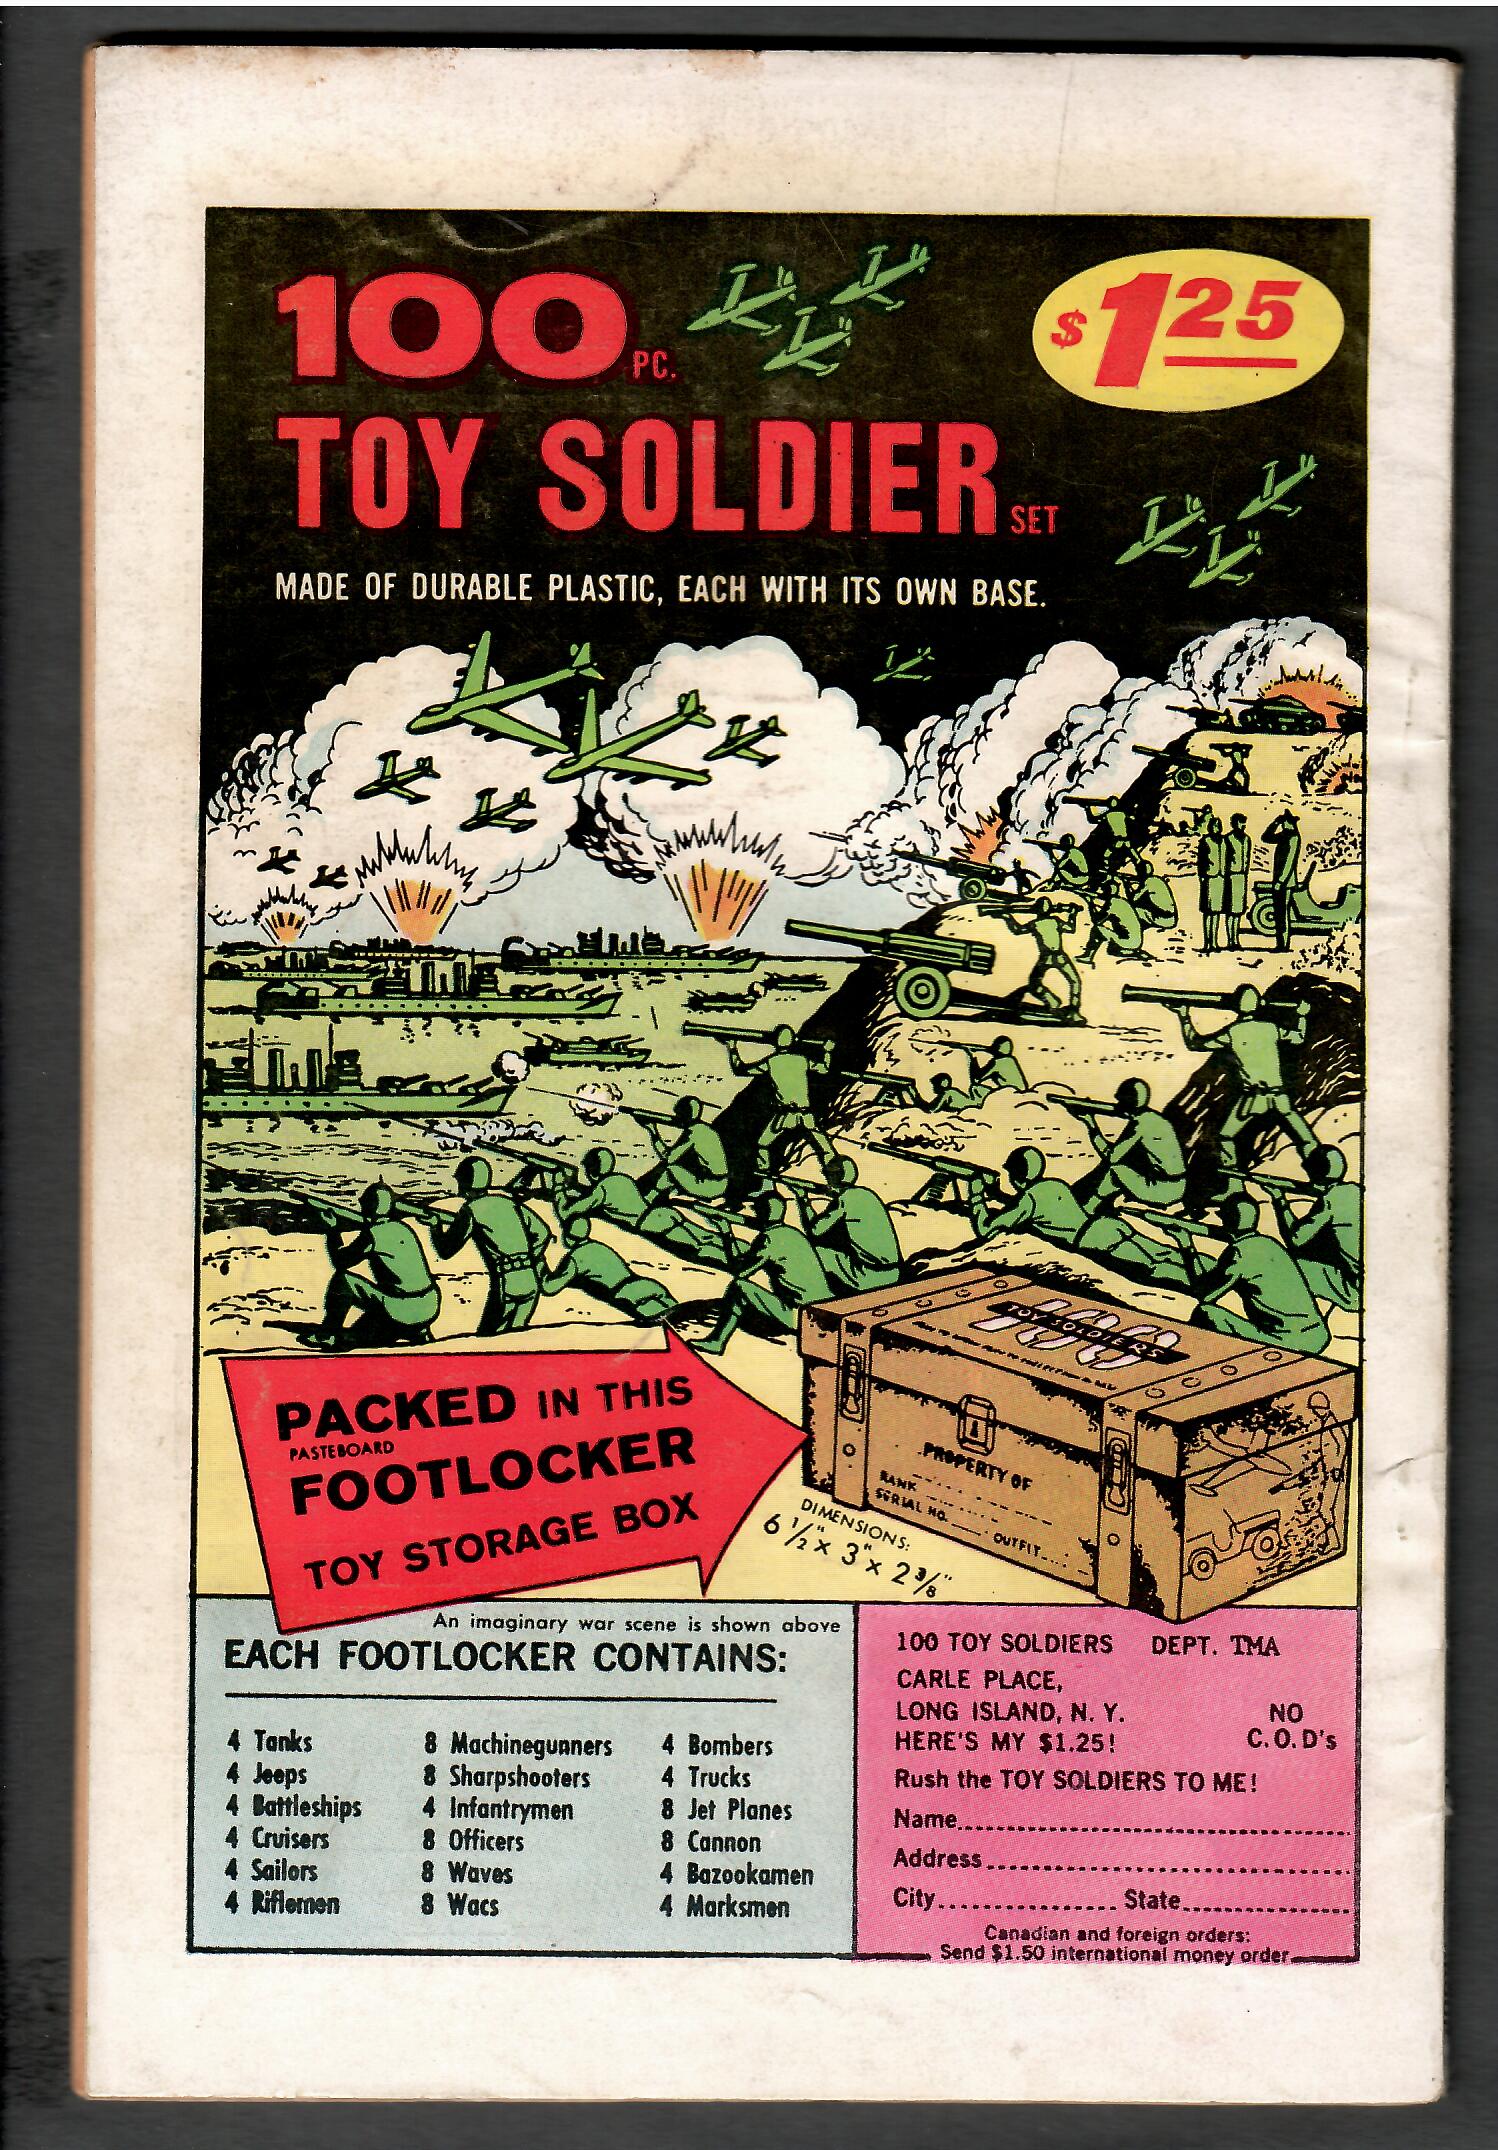 100 PC.
$1 25
TOY SOLDIER SET
MADE OF DURABLE PLASTIC, EACH WITH ITS OWN BASE.
100
TOY SOLDIERS
PROPERTY OF
RANK
SERIAL NO.
OUTFIT
PACKED IN THIS
PASTEBOARD
FOOTLOCKER
TOY STORAGE BOX
DIMENSIONS:
6 1/2" x 3" x 2 3/8"
An imaginary war scene is shown above
EACH FOOTLOCKER CONTAINS:
4 Tanks
4 Jeeps
4 Battleships
4 Cruisers
4 Sailors
4 Riflemen
8 Machinegunners
8 Sharpshooters
4 Infantrymen
8 Officers
8 Waves
8 Wacs
4 Bombers
4 Trucks
8 Jet Planes
8 Cannon
4 Bazookamen
4 Marksmen
100 TOY SOLDIERS DEPT. TMA
CARLE PLACE,
LONG ISLAND, N. Y.
HERE'S MY $1.25!
NO
C.O.D's
Rush the TOY SOLDIERS TO ME!
Name
Address
City State
Canadian and foreign orders:
Send $1.50 international money order